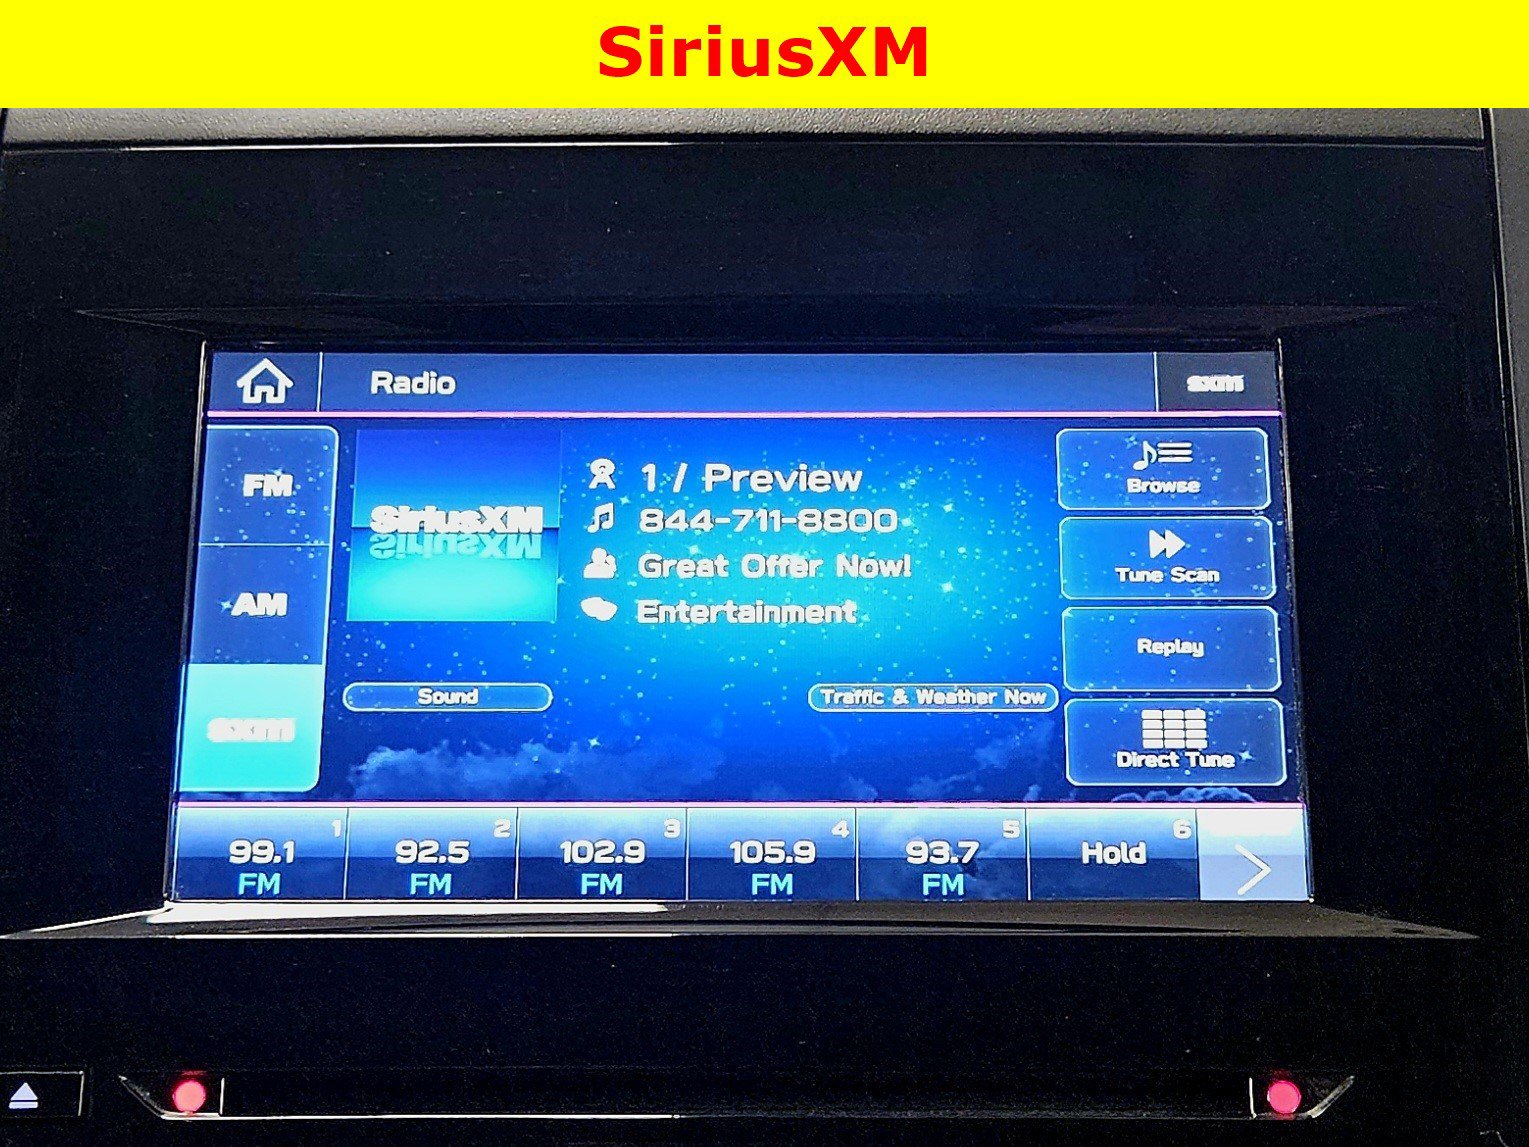 SiriusXM
Radio
sxm
FM
AM
sxm
SiriusXM
1 / Preview
844-711-8800
Great Offer Now!
Entertainment
Sound
Traffic & Weather Now
Browse
Tune Scan
Replay
Direct Tune
1
99.1
FM
2
92.5
FM
3
102.9
FM
4
105.9
FM
5
93.7
FM
6
Hold